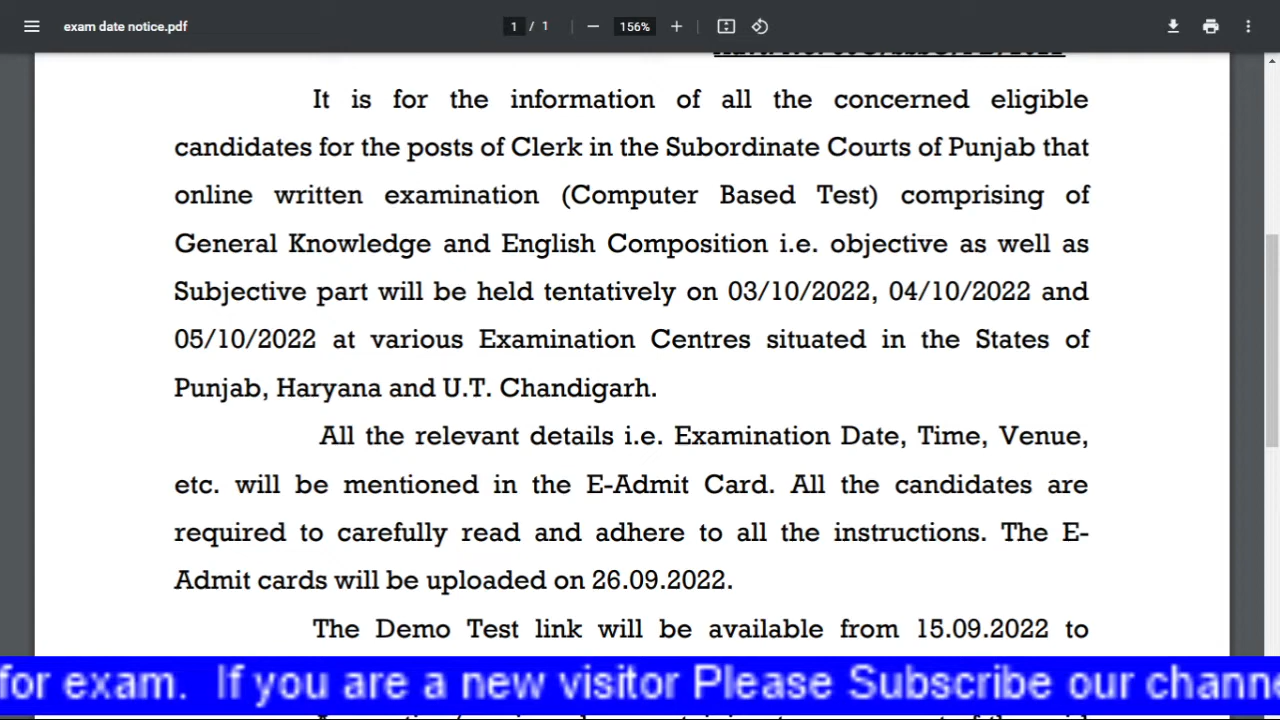 exam date notice.pdf
1 / 1
156%
It is for the information of all the concerned eligible
candidates for the posts of Clerk in the Subordinate Courts of Punjab that
online written examination (Computer Based Test) comprising of
General Knowledge and English Composition i.e. objective as well as
Subjective part will be held tentatively on 03/10/2022, 04/10/2022 and
05/10/2022 at various Examination Centres situated in the States of
Punjab, Haryana and U.T. Chandigarh.
All the relevant details i.e. Examination Date, Time, Venue,
etc. will be mentioned in the E-Admit Card. All the candidates are
required to carefully read and adhere to all the instructions. The E-
Admit cards will be uploaded on 26.09.2022.
The Demo Test link will be available from 15.09.2022 to
for exam. If you are a new visitor Please Subscribe our channe